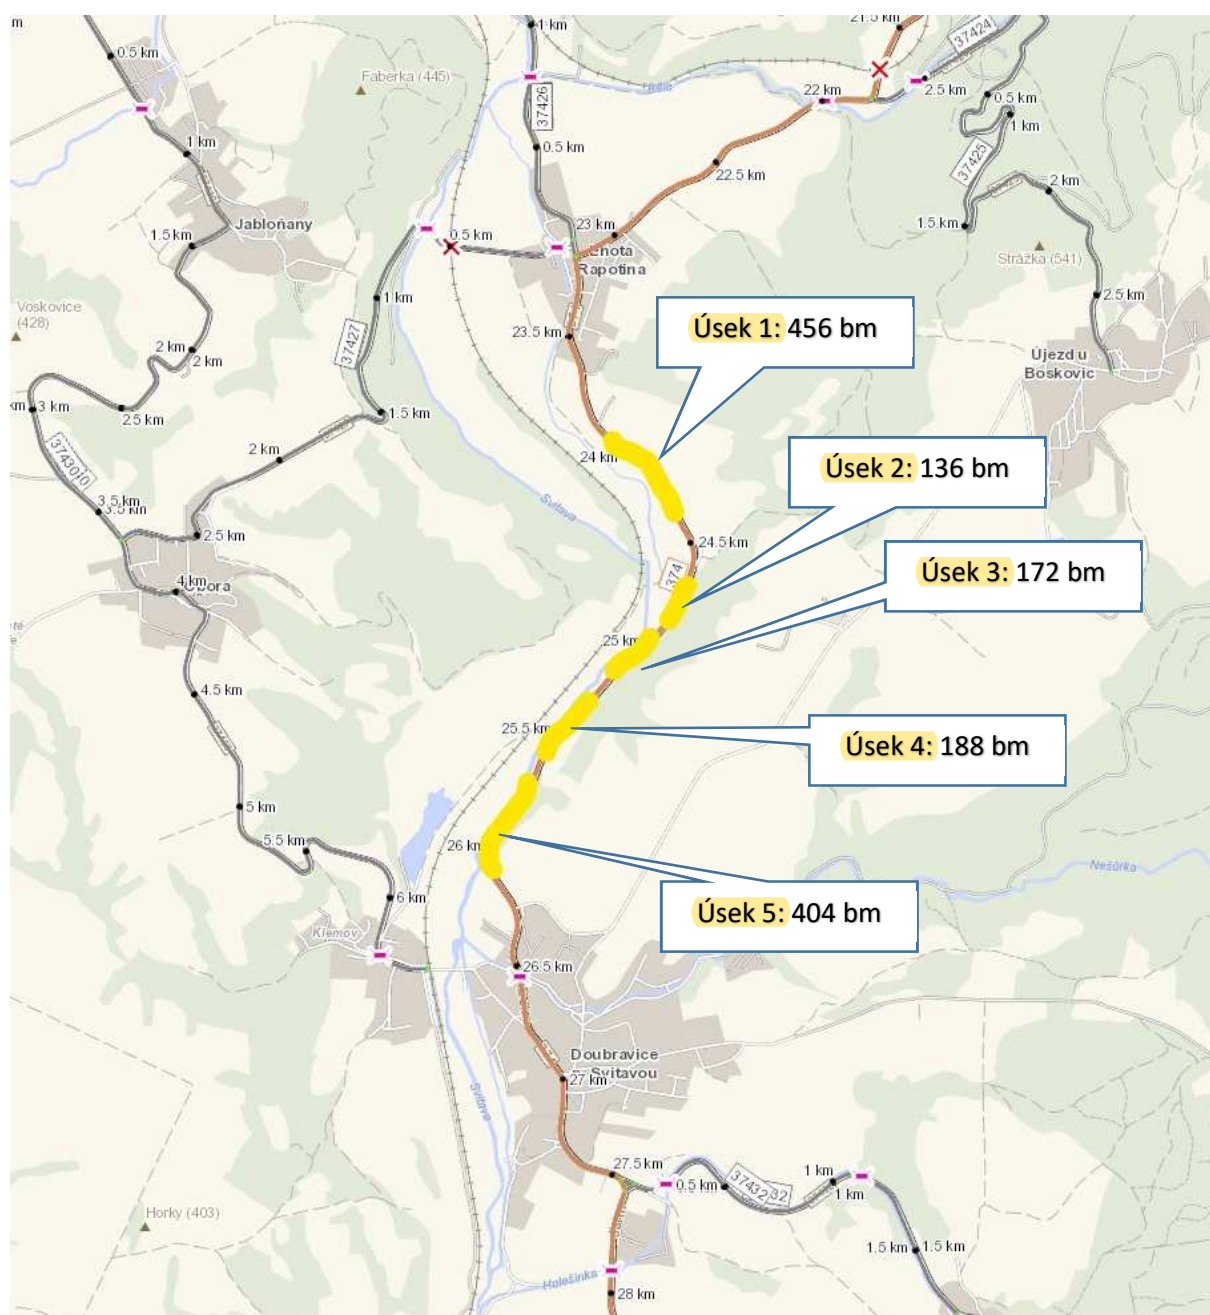 m
1 km
21.5 km
37424
0.5 km
Faberka (445)
37426
22 km
2.5 km
0.5 km
1 km
1 km
0.5 km
37425
22.5 km
2 km
Jabloňany
1.5 km
23 km
1.5 km
0.5 km
Lhota
Rapotina
Strážka (541)
1 km
2.5 km
Voskovice
(428)
37427
23.5 km
Úsek 1: 456 bm
2 km
2 km
Újezd u
Boskovic
km
3 km
2.5 km
1.5 km
2 km
24 km
37430
Úsek 2: 136 bm
3.5 km
3.5 km
Svitava
2.5 km
24.5 km
374
Úsek 3: 172 bm
4 km
Obora
25 km
4.5 km
25.5 km
Úsek 4: 188 bm
5 km
5.5 km
26 km
Nešůrka
6 km
Úsek 5: 404 bm
Klemov
26.5 km
Doubravice
Svitavou
27 km
Svitava
27.5 km
0.5 km
37432
32
1 km
1 km
Horky (403)
1.5 km
1.5 km
Holešinka
28 km